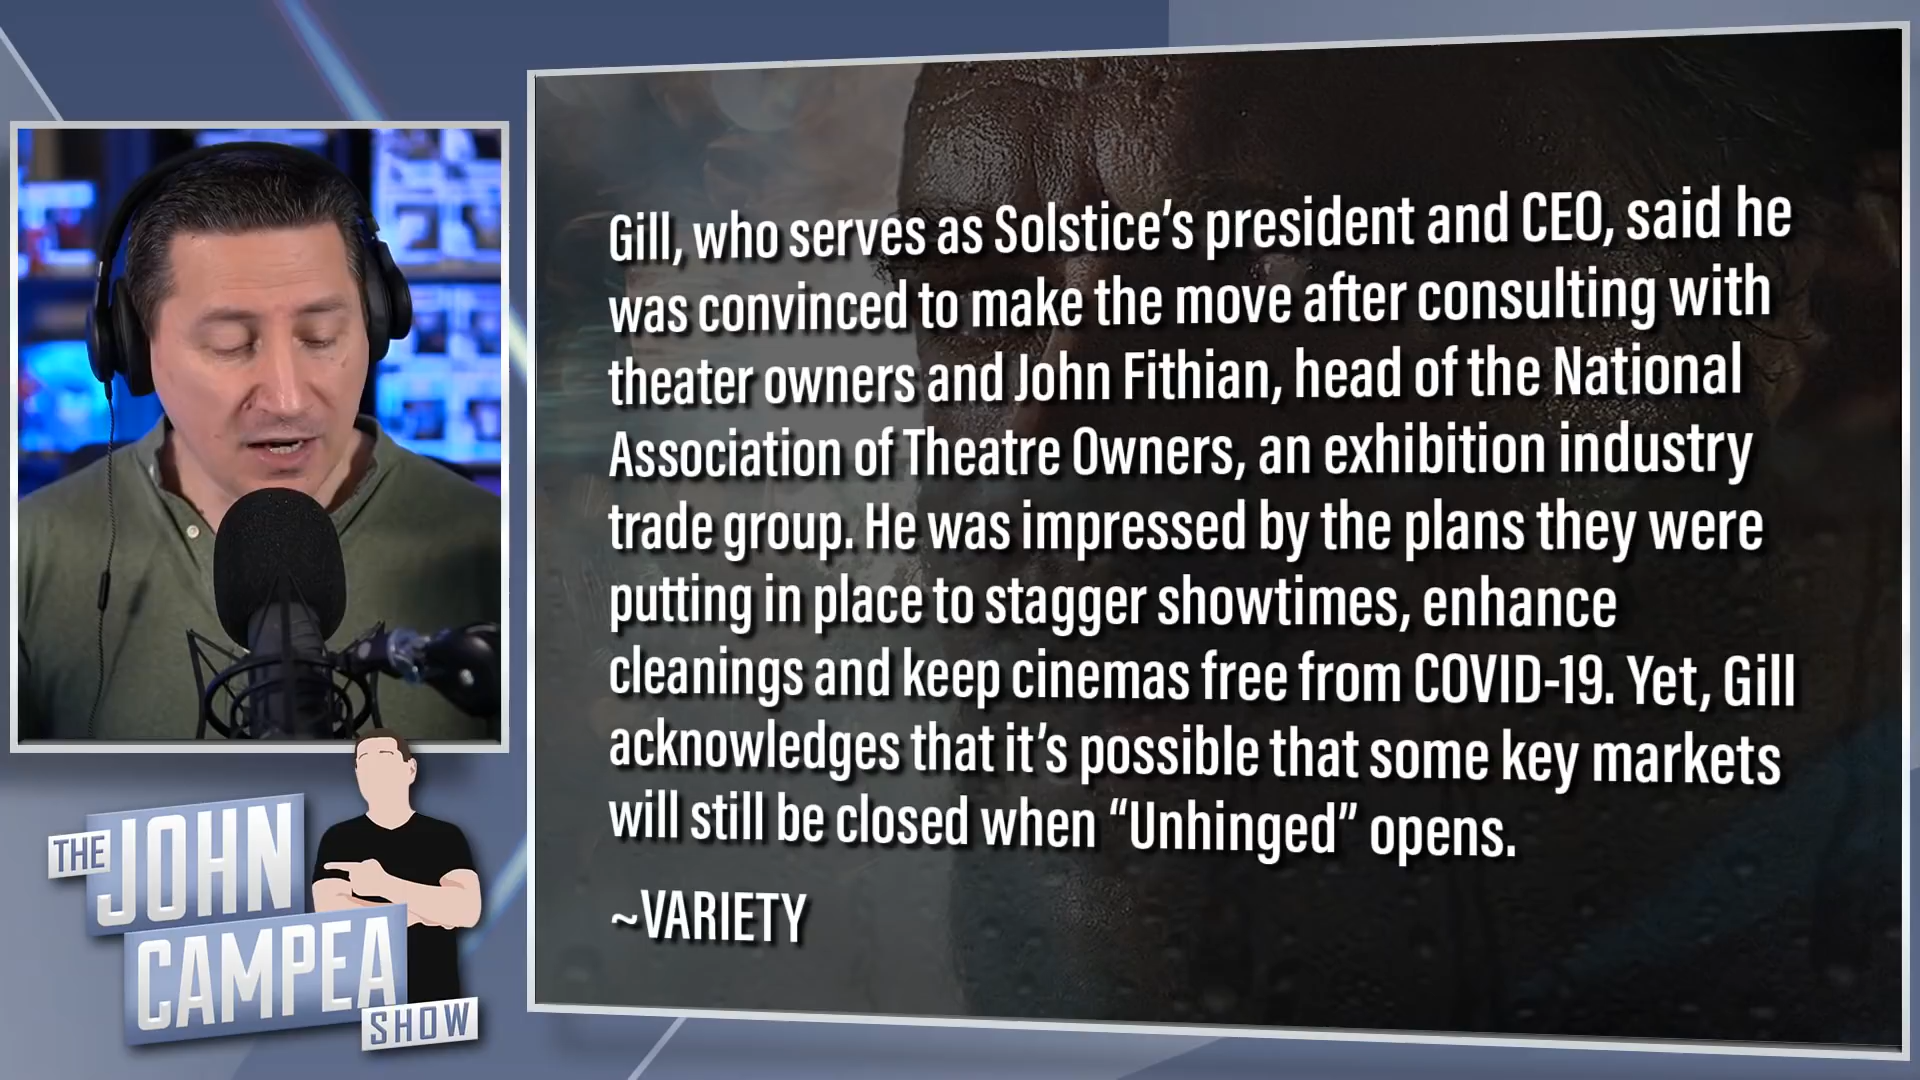 Gill, who serves as Solstice's president and CEO, said he
was convinced to make the move after consulting with
theater owners and John Fithian, head of the National
Association of Theatre Owners, an exhibition industry
trade group. He was impressed by the plans they were
putting in place to stagger showtimes, enhance
cleanings and keep cinemas free from COVID-19. Yet, Gill
acknowledges that it's possible that some key markets
will still be closed when “Unhinged” opens.
~VARIETY
THE
JOHN
CAMPEA
SHOW